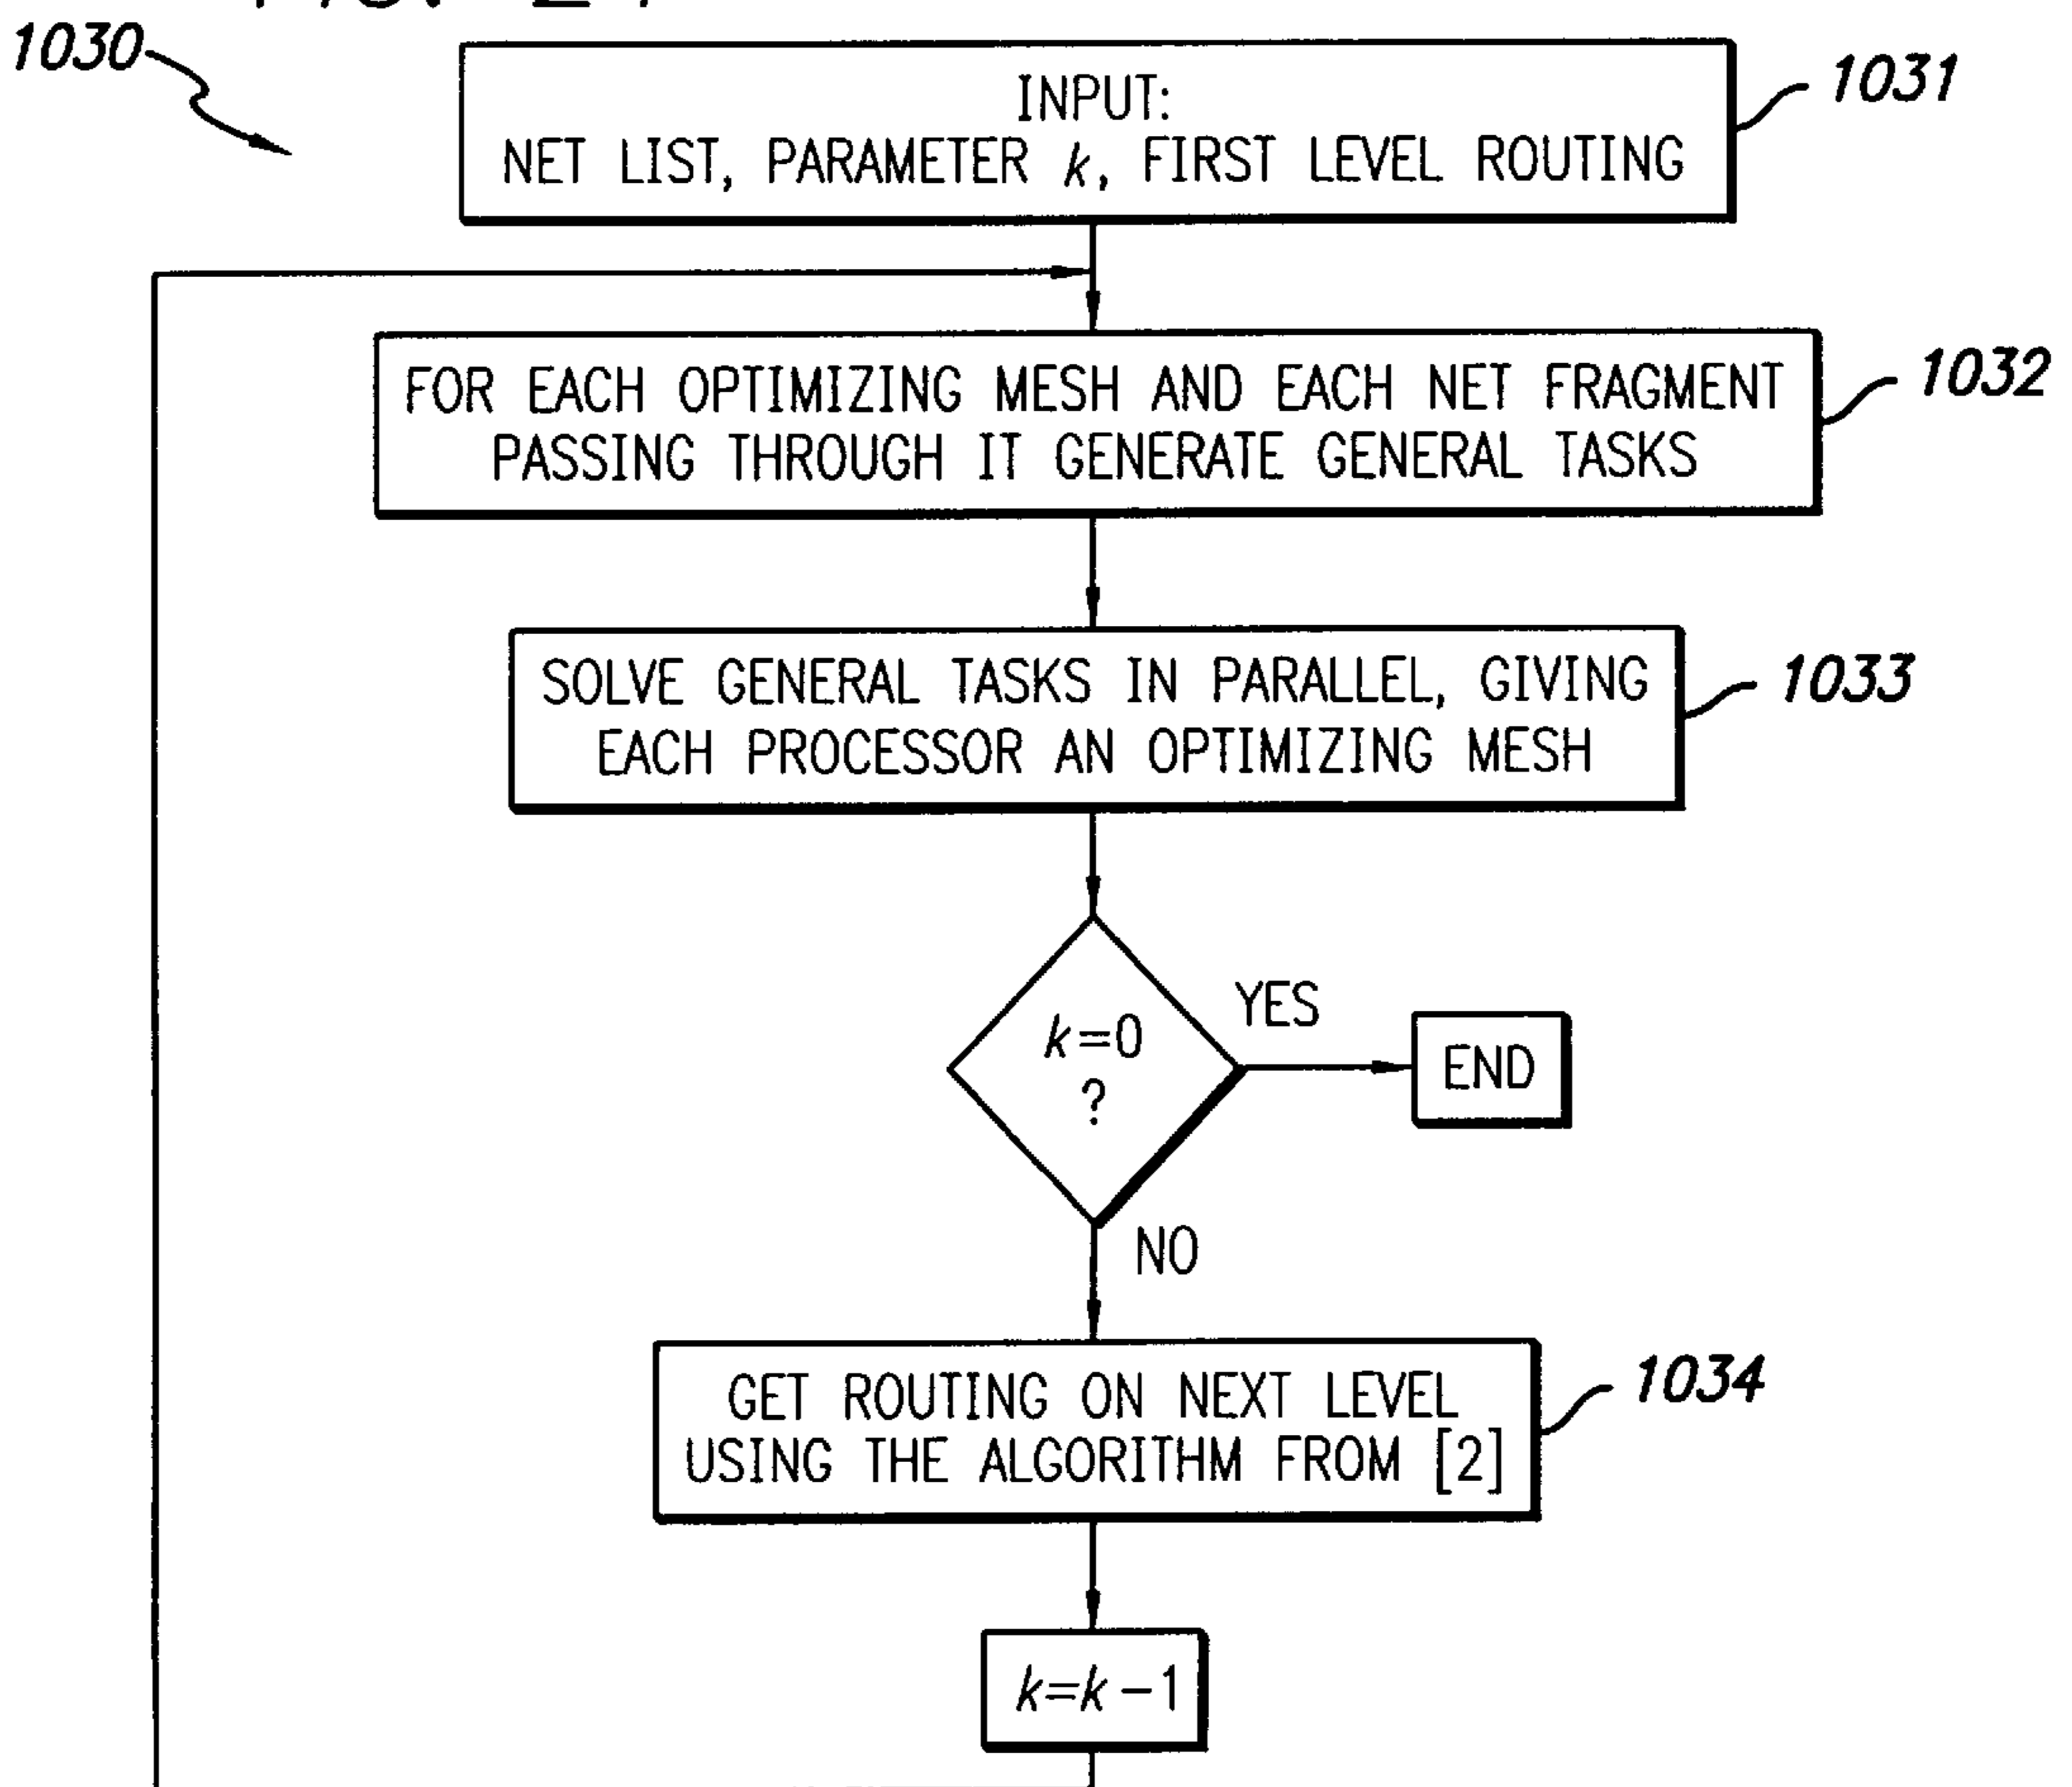 1030
INPUT:
NET LIST, PARAMETER k, FIRST LEVEL ROUTING
1031
FOR EACH OPTIMIZING MESH AND EACH NET FRAGMENT
PASSING THROUGH IT GENERATE GENERAL TASKS
1032
SOLVE GENERAL TASKS IN PARALLEL, GIVING
EACH PROCESSOR AN OPTIMIZING MESH
1033
k=0
?
YES
END
NO
GET ROUTING ON NEXT LEVEL
USING THE ALGORITHM FROM [2]
1034
k=k-1